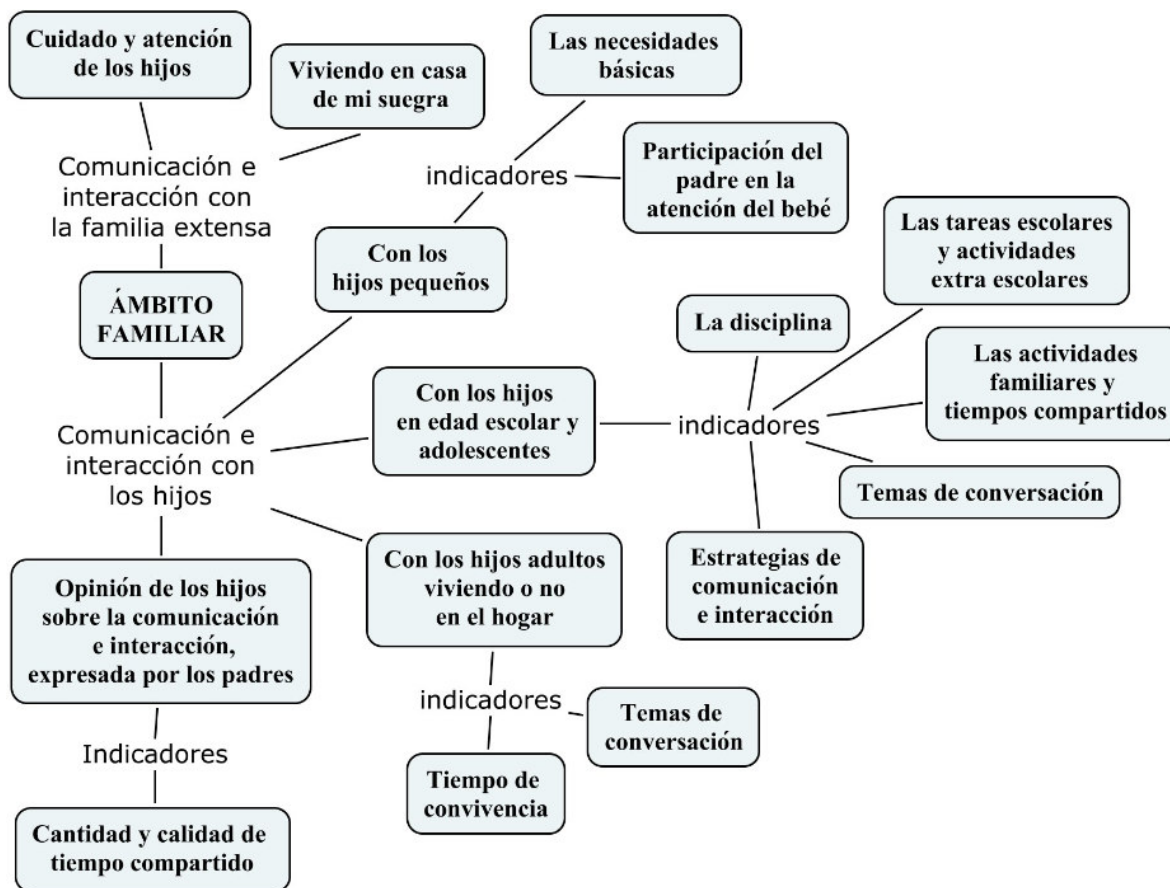 Cuidado y atención
de los hijos
Viviendo en casa
de mi suegra
Las necesidades
básicas
Comunicación e
interacción con
la familia extensa
indicadores
Participación del
padre en la
atención del bebé
Con los
hijos pequeños
Las tareas escolares
y actividades
extra escolares
ÁMBITO
FAMILIAR
La disciplina
Las actividades
familiares y
tiempos compartidos
Con los hijos
en edad escolar y
adolescentes
indicadores
Comunicación e
interacción con
los hijos
Temas de conversación
Estrategias de
comunicación
e interacción
Con los hijos adultos
viviendo o no
en el hogar
Opinión de los hijos
sobre la comunicación
e interacción,
expresada por los padres
indicadores
Temas de
conversación
Indicadores
Tiempo de
convivencia
Cantidad y calidad de
tiempo compartido